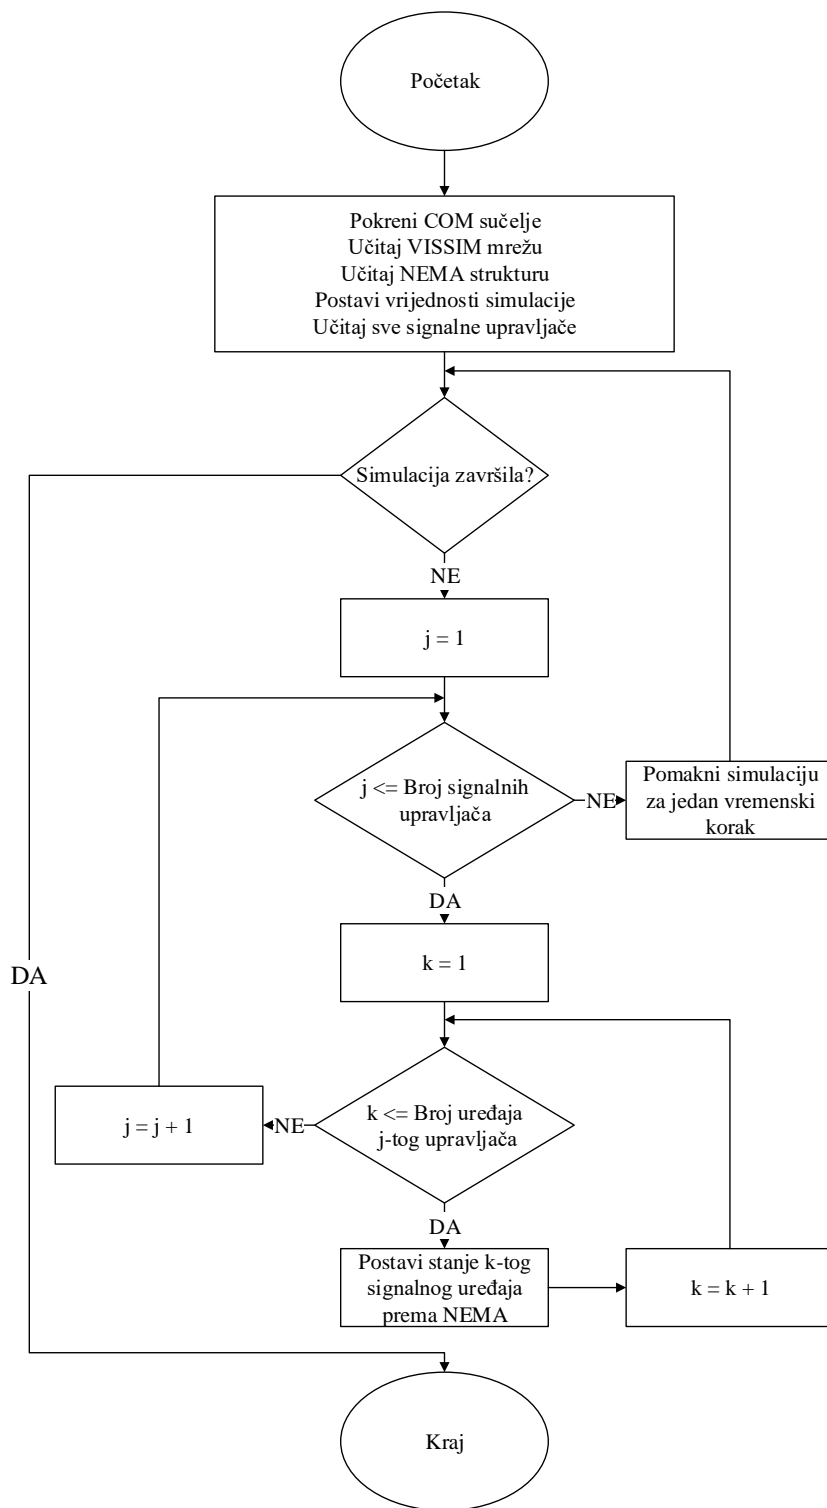 Početak
Pokreni COM sučelje
Učitaj VISSIM mrežu
Učitaj NEMA strukturu
Postavi vrijednosti simulacije
Učitaj sve signalne upravljače
Simulacija završila?
NE
j = 1
j <= Broj signalnih
upravljača
NE
Pomakni simulaciju
za jedan vremenski
korak
DA
k = 1
DA
k <= Broj uređaja
j-tog upravljača
NE
j = j + 1
DA
Postavi stanje k-tog
signalnog uređaja
prema NEMA
k = k + 1
Kraj